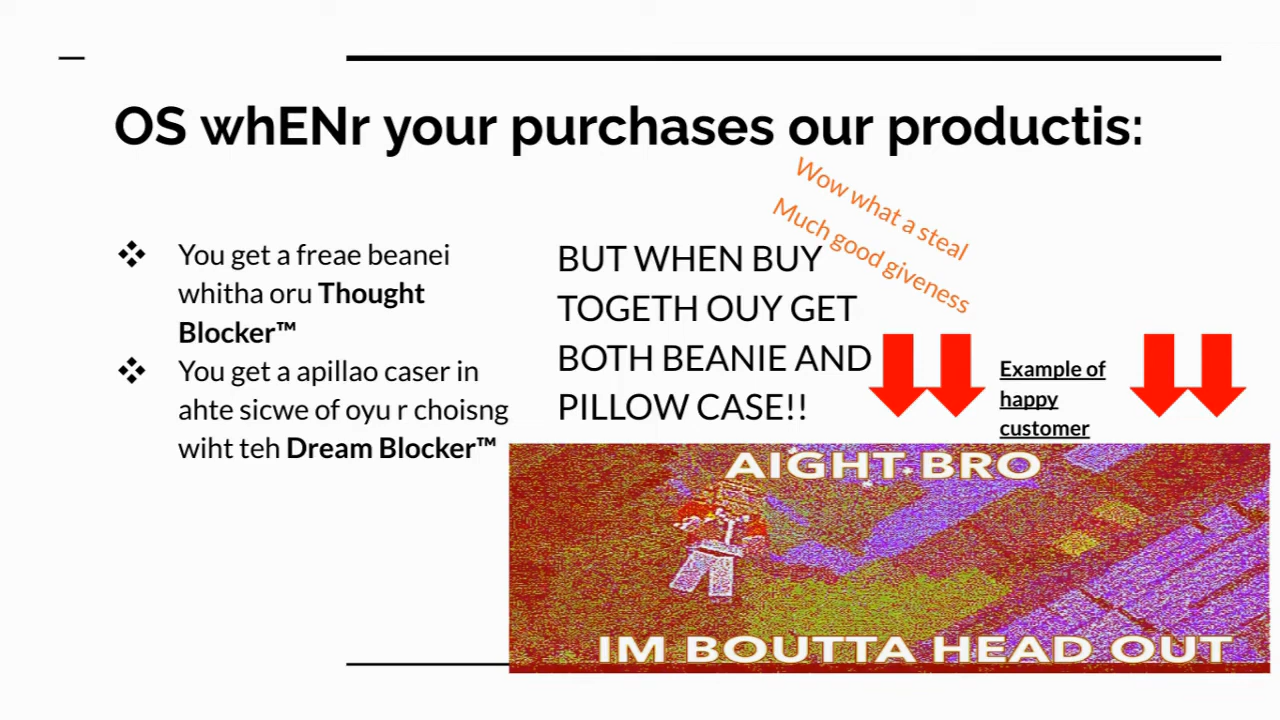 OS whENr your purchases our productis:
Wow what a steal
Much good giveness
You get a freae beanei
whitha oru Thought
Blocker™
You get a apillao caser in
ahte sicwe of oyu r choisng
wiht teh Dream Blocker™
BUT WHEN BUY
TOGETH OUY GET
BOTH BEANIE AND
PILLOW CASE!!
Example of
happy
customer
AIGHT BRO
IM BOUTTA HEAD OUT